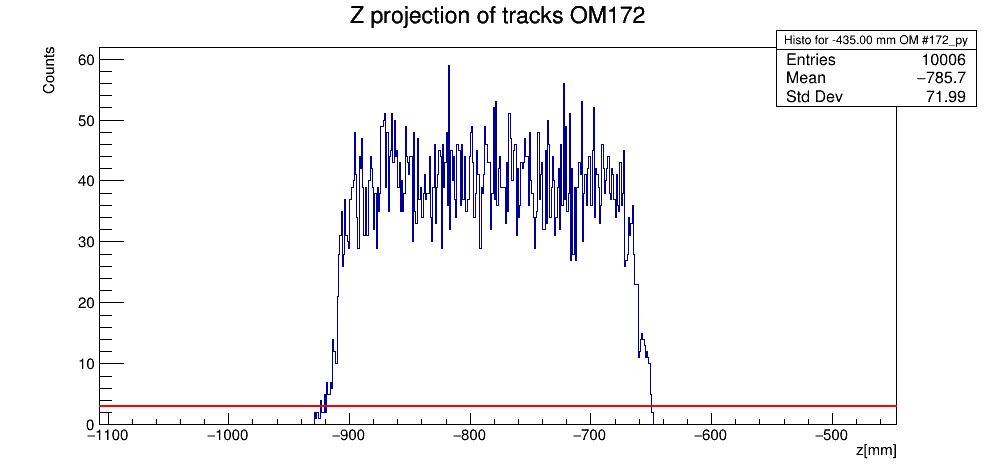 Z projection of tracks OM172
Histo for -435.00 mm OM #172_py
Entries 10006
Mean −785.7
Std Dev 71.99
Counts
60
50
40
30
20
10
0
−1100 −1000 −900 −800 −700 −600 −500
z[mm]